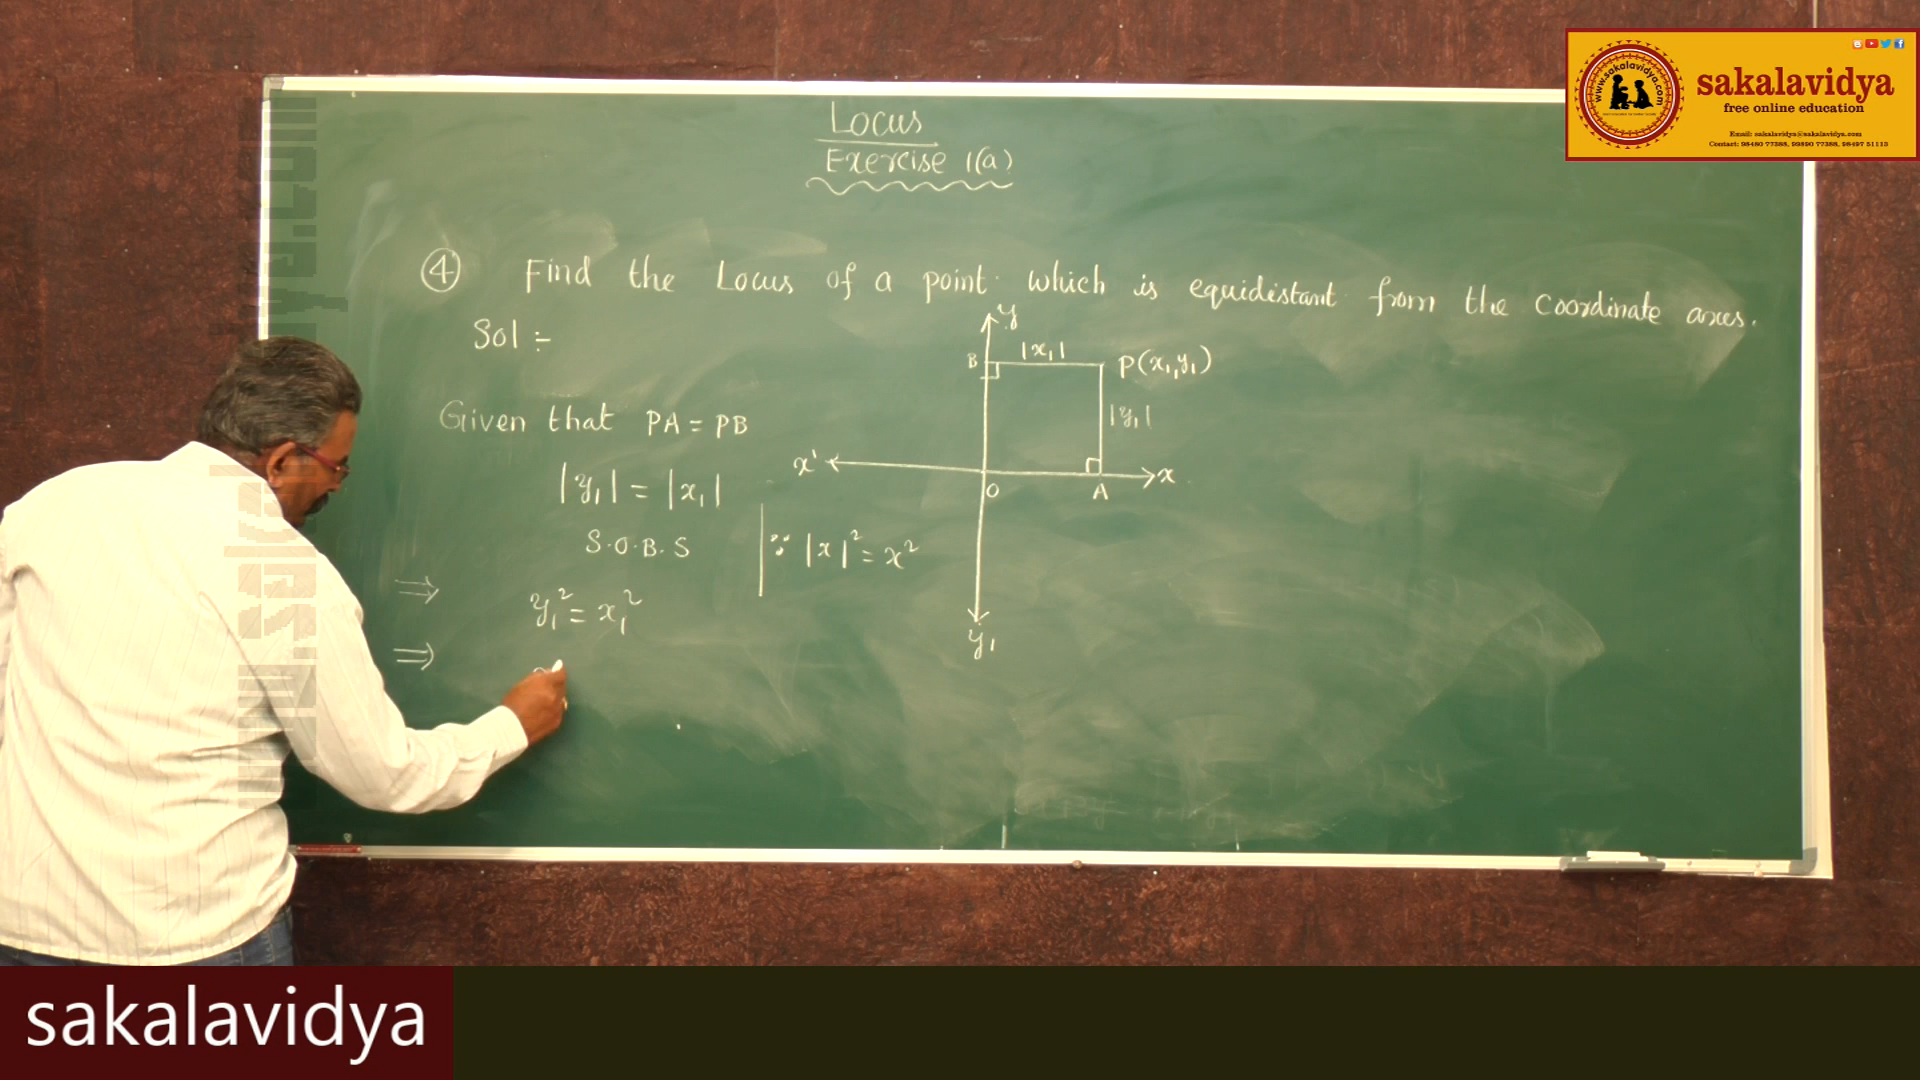 sakalavidya
free online education
Email: sakalavidya@sakalavidya.com
Contact: 98480 77388, 99890 77388, 98497 51113
www.sakalavidya.com
Locus
Exercise 1(a)
④ Find the Locus of a point which is equidistant from the coordinate axes.
Sol :-
y
B |x₁| P(x₁,y₁)
|y₁|
x' O A x
y₁
Given that PA = PB
|y₁| = |x₁|
S.O.B.S | ∵ |x|² = x²
⇒ y₁² = x₁²
⇒
sakalavidya